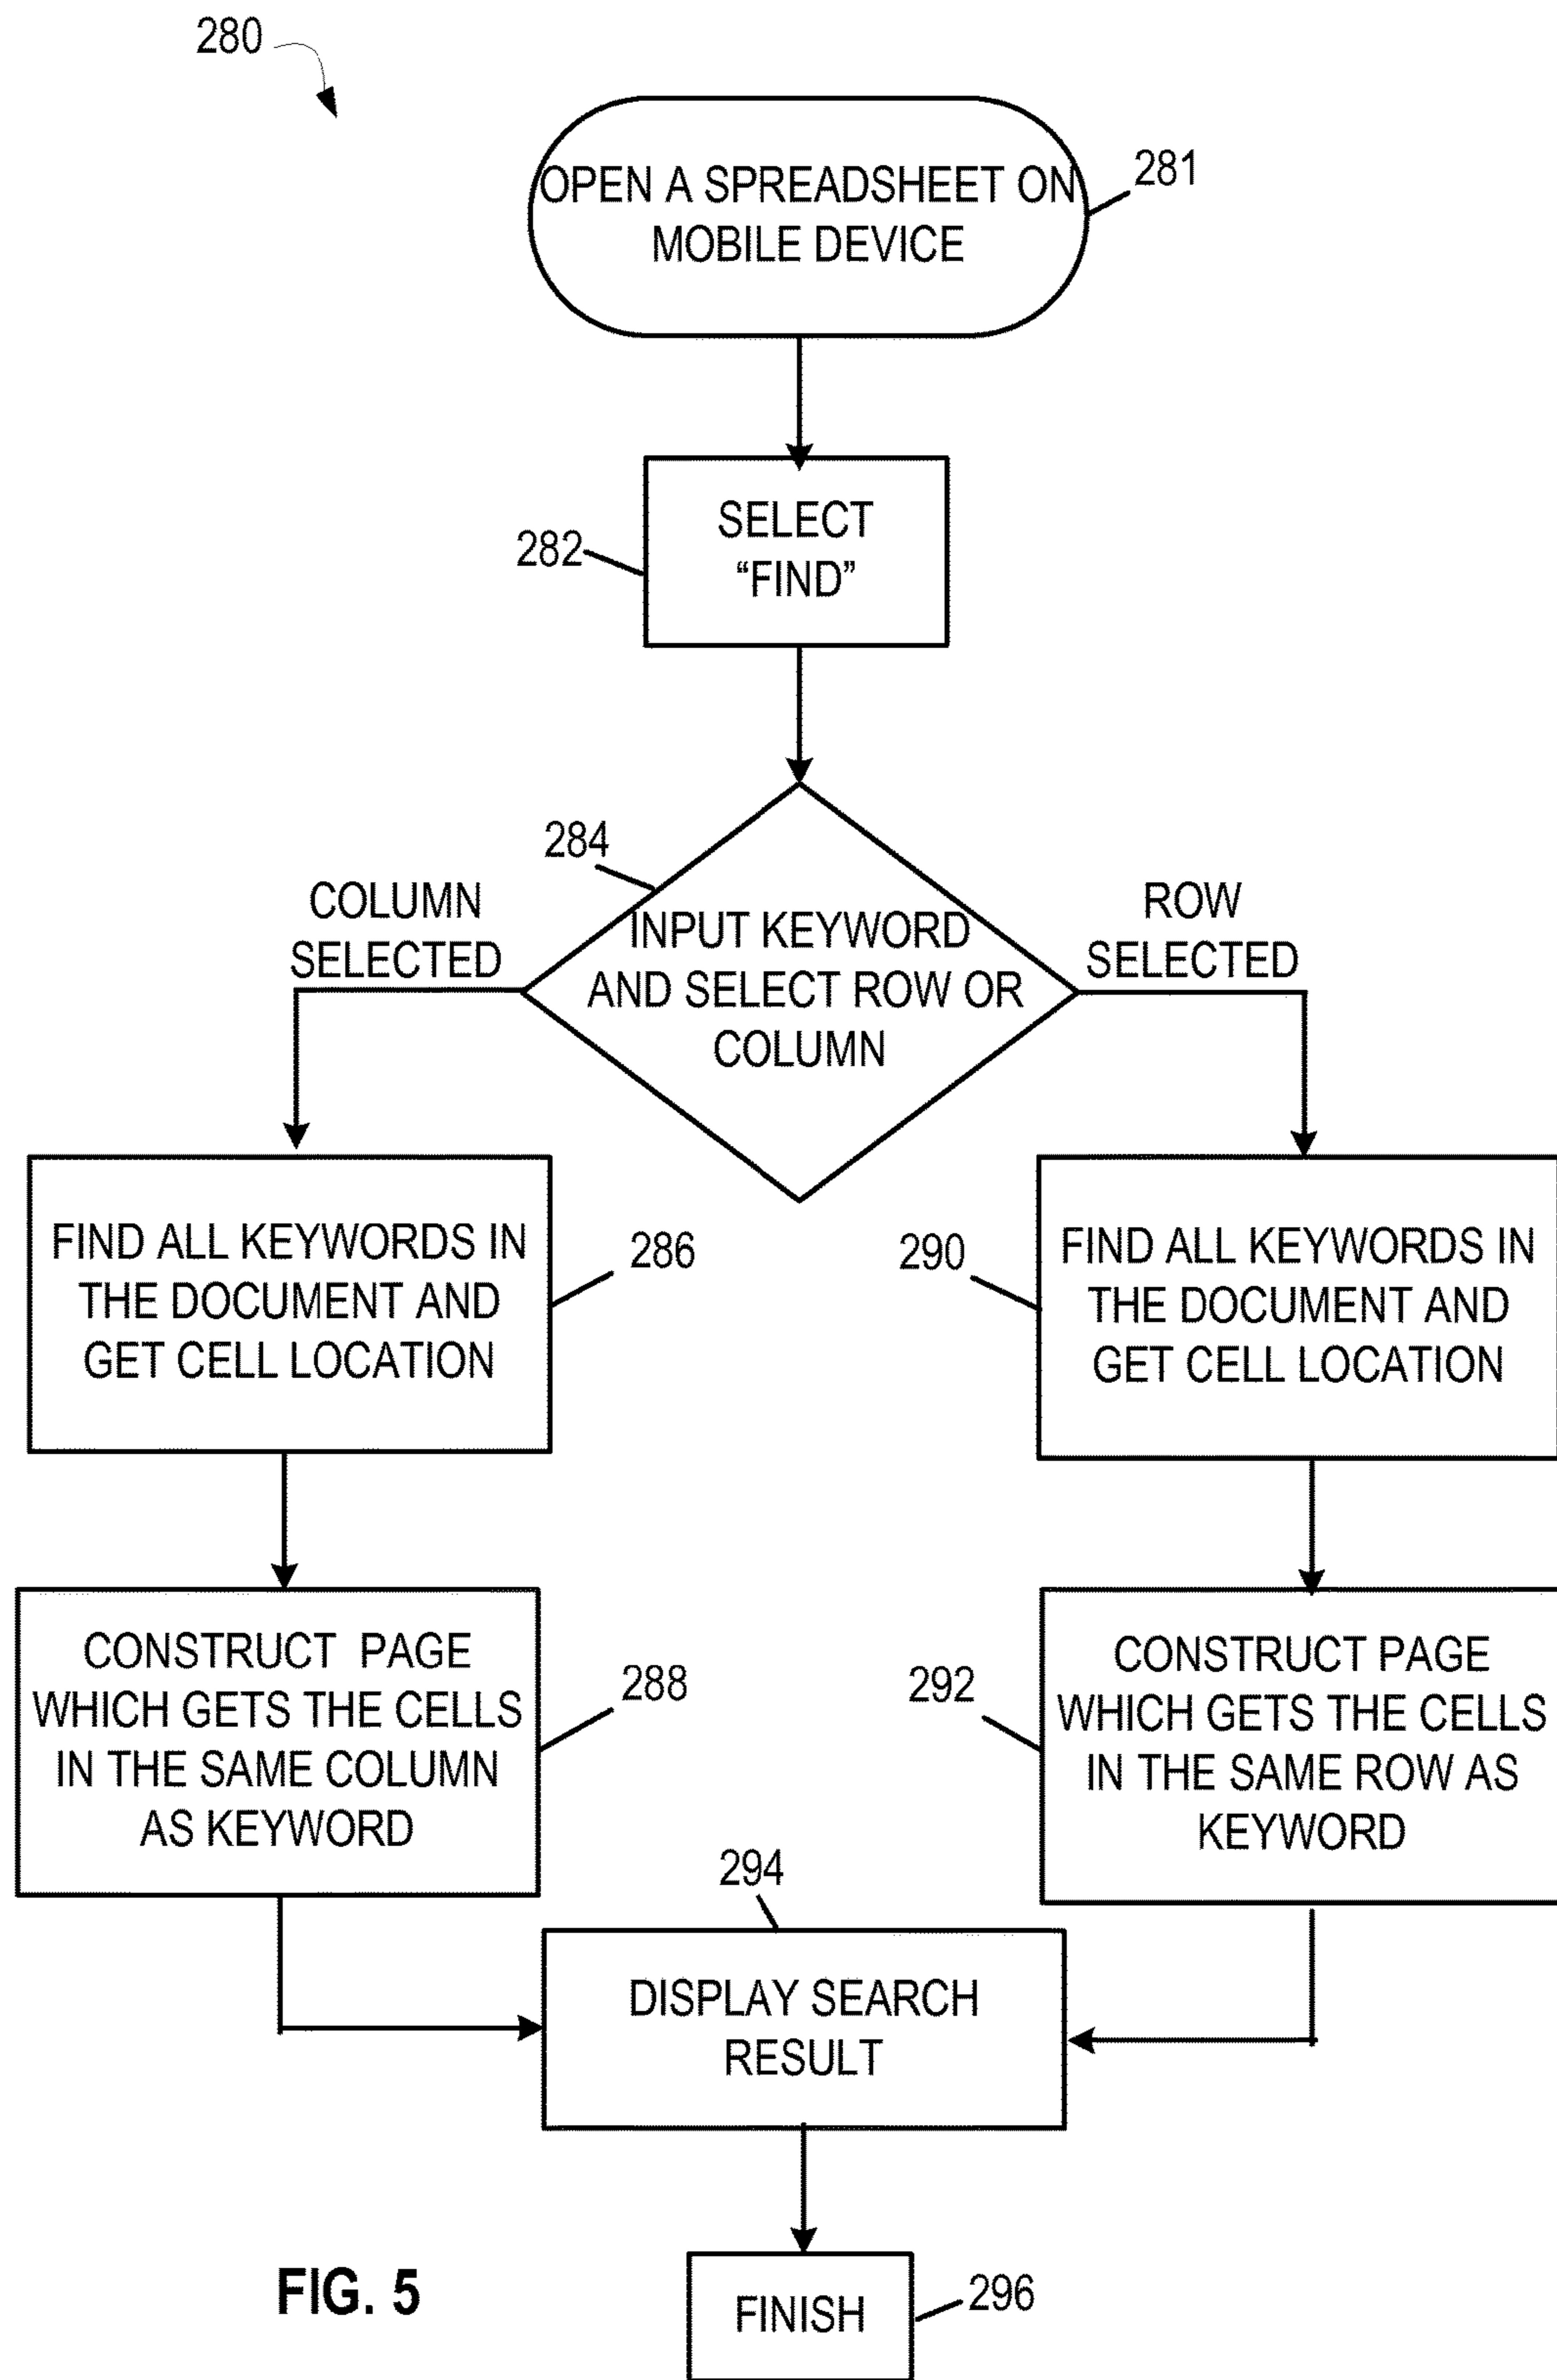 280
OPEN A SPREADSHEET ON
MOBILE DEVICE
281
SELECT
“FIND”
282
284
COLUMN
SELECTED
INPUT KEYWORD
AND SELECT ROW OR
COLUMN
ROW
SELECTED
FIND ALL KEYWORDS IN
THE DOCUMENT AND
GET CELL LOCATION
286
290
FIND ALL KEYWORDS IN
THE DOCUMENT AND
GET CELL LOCATION
CONSTRUCT PAGE
WHICH GETS THE CELLS
IN THE SAME COLUMN
AS KEYWORD
288
292
CONSTRUCT PAGE
WHICH GETS THE CELLS
IN THE SAME ROW AS
KEYWORD
294
DISPLAY SEARCH
RESULT
FINISH
296
FIG. 5